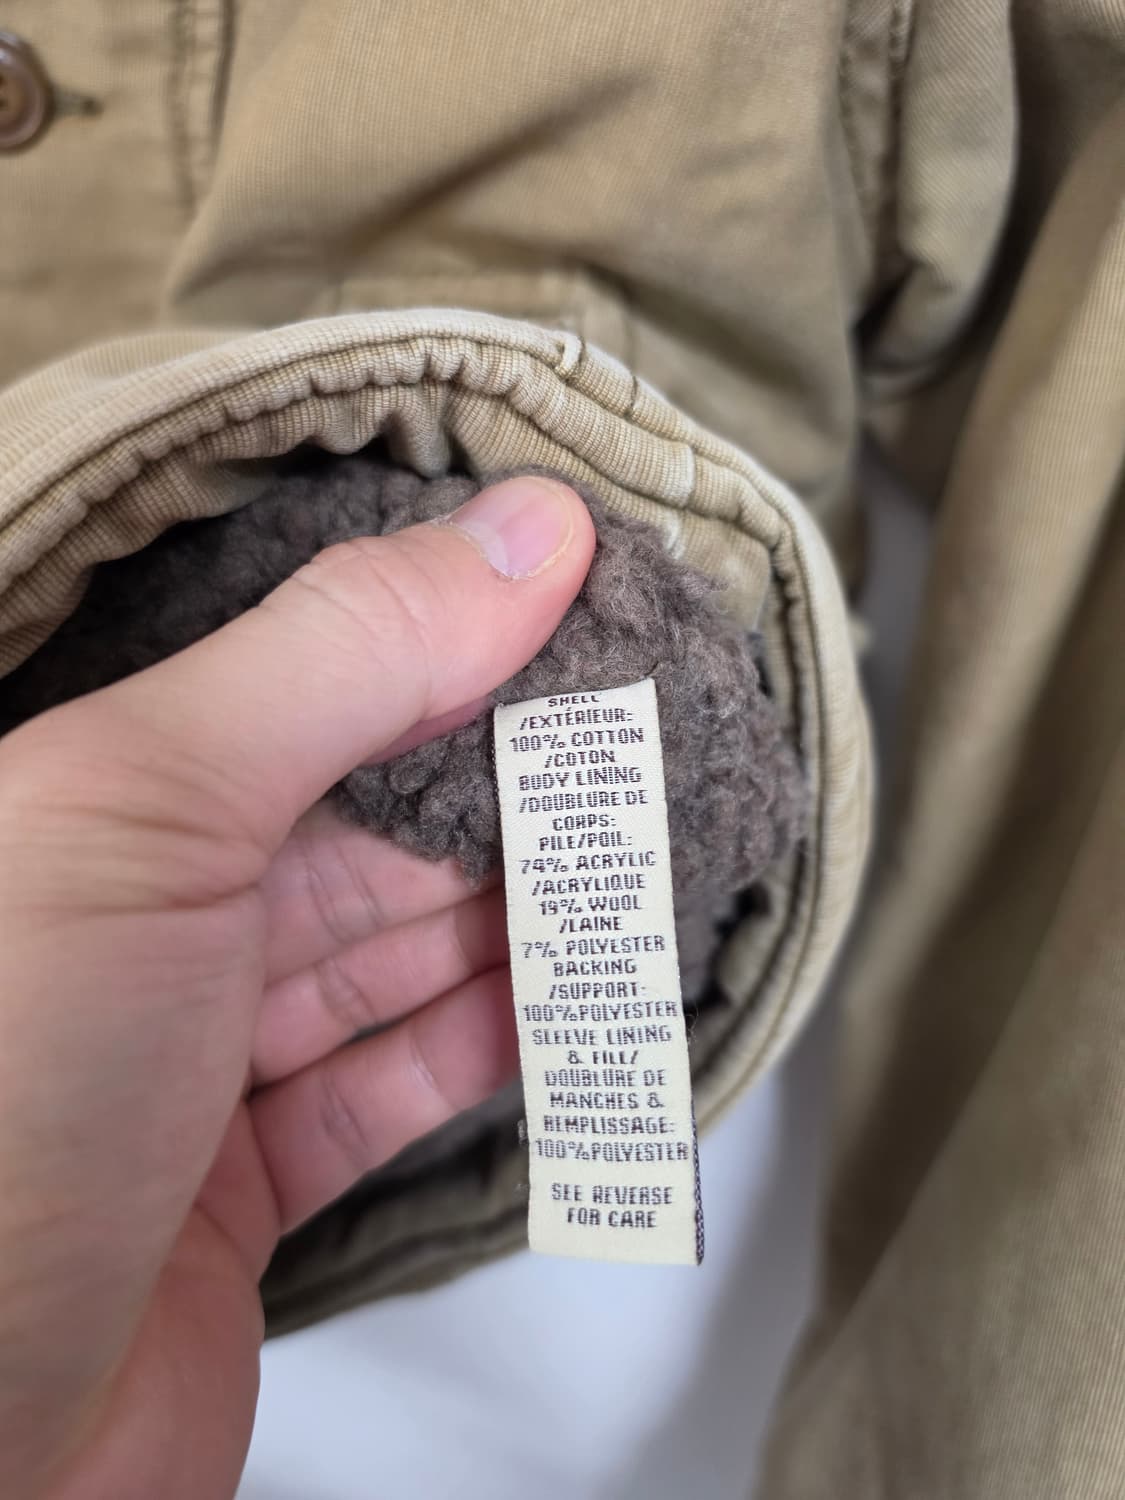 SHELL
/EXTÉRIEUR:
100% COTTON
/COTON
BODY LINING
/DOUBLURE DE
CORPS:
PILE/POIL:
74% ACRYLIC
/ACRYLIQUE
19% WOOL
/LAINE
7% POLYESTER
BACKING
/SUPPORT:
100%POLYESTER
SLEEVE LINING
& FILL/
DOUBLURE DE
MANCHES &
REMPLISSAGE:
100%POLYESTER
SEE REVERSE
FOR CARE